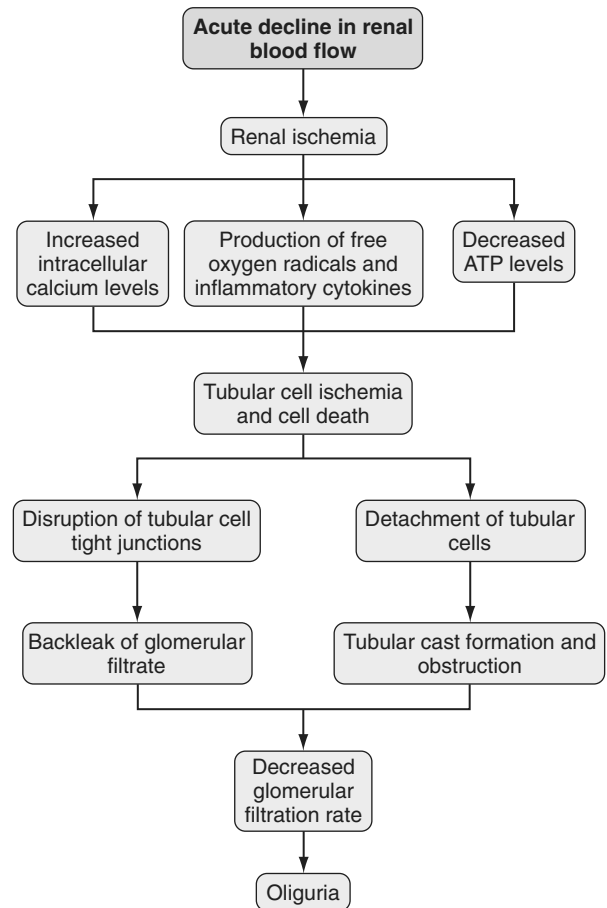 Acute decline in renal
blood flow
Renal ischemia
Increased
intracellular
calcium levels
Production of free
oxygen radicals and
inflammatory cytokines
Decreased
ATP levels
Tubular cell ischemia
and cell death
Disruption of tubular cell
tight junctions
Detachment of tubular
cells
Backleak of glomerular
filtrate
Tubular cast formation and
obstruction
Decreased
glomerular
filtration rate
Oliguria